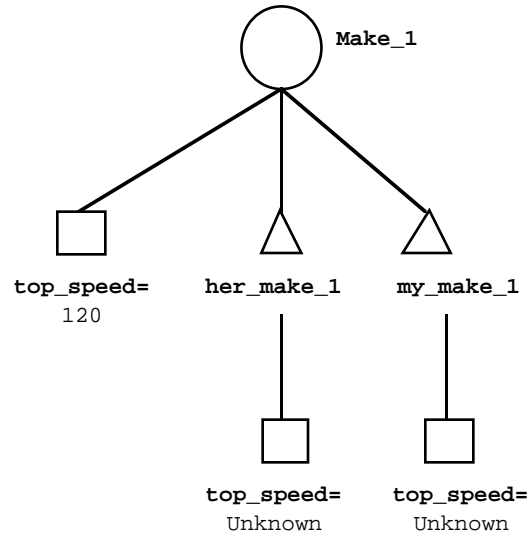 Make_1
top_speed=
120
her_make_1
my_make_1
top_speed=
Unknown
top_speed=
Unknown